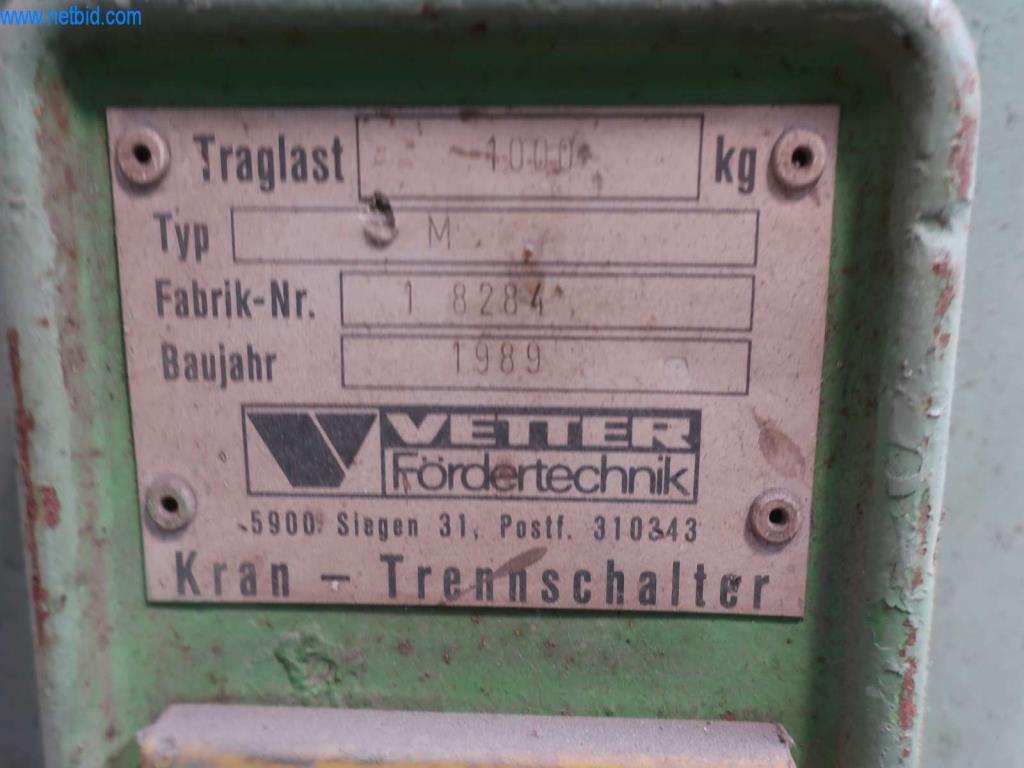 www.netbid.com
Traglast 1000 kg
Typ M
Fabrik-Nr. 1 8284
Baujahr 1989
VETTER
Fördertechnik
5900 Siegen 31, Postf. 310343
Kran - Trennschalter